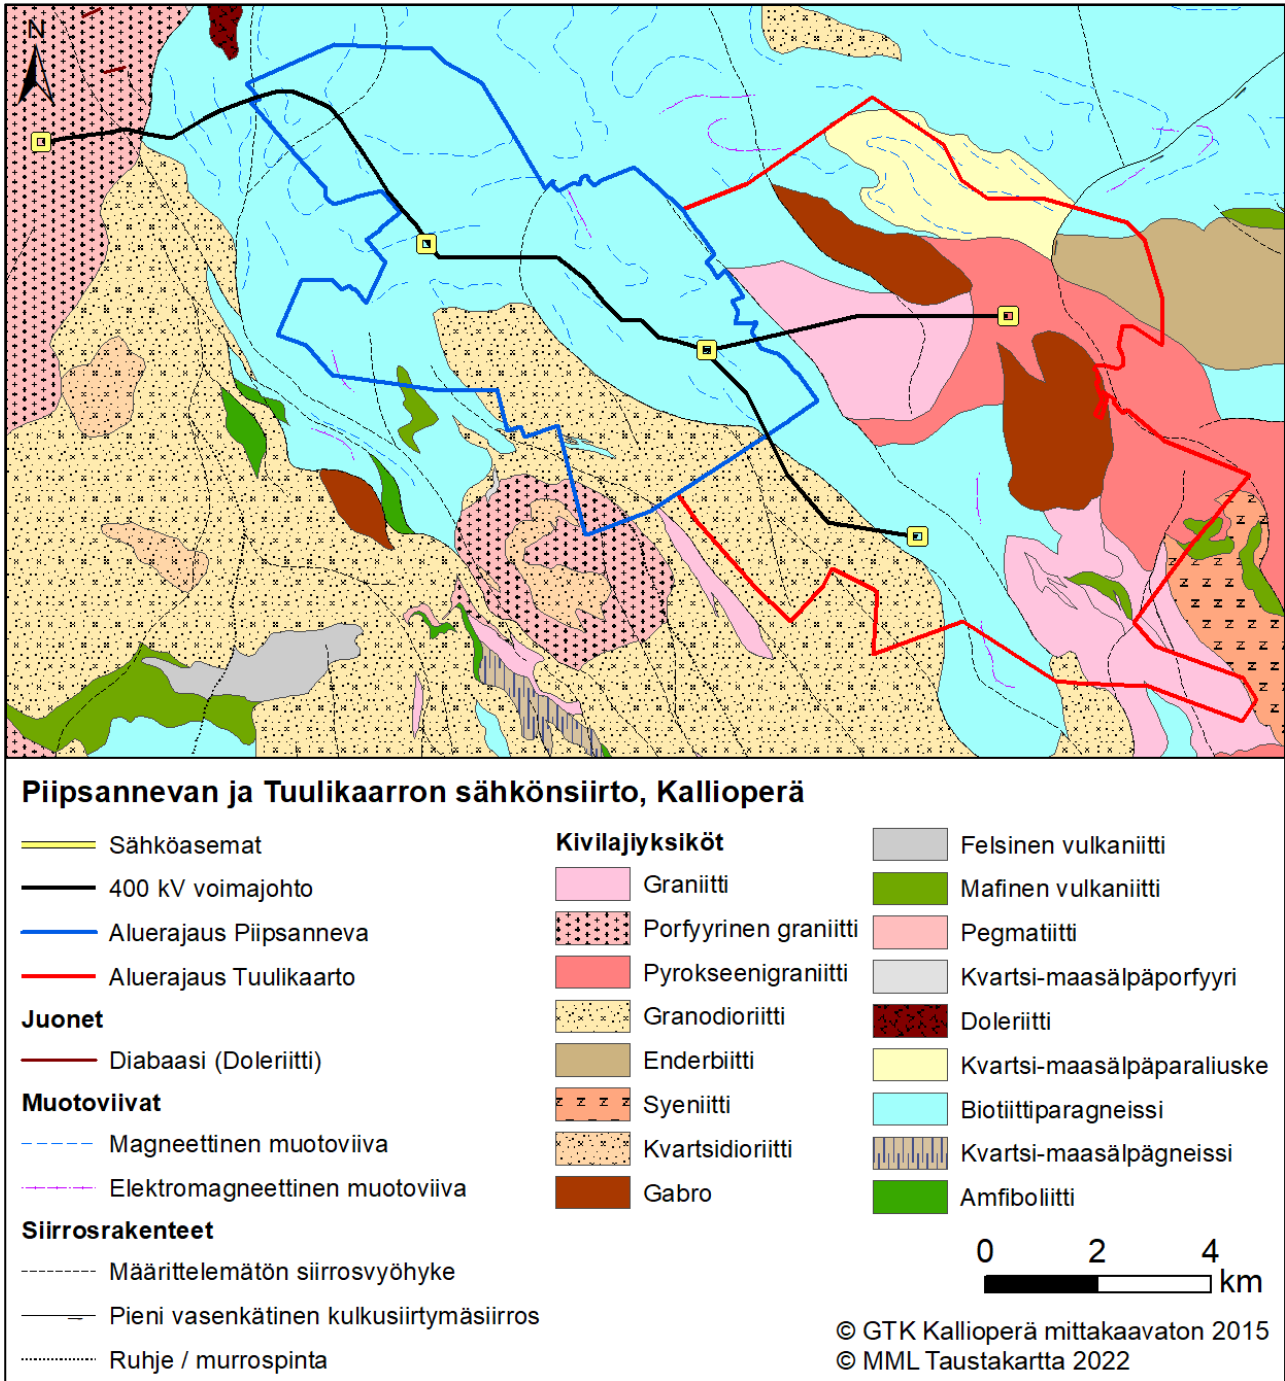 N
Piipsannevan ja Tuulikaarron sähkönsiirto, Kallioperä
Sähköasemat
400 kV voimajohto
Aluerajaus Piipsanneva
Aluerajaus Tuulikaarto
Juonet
Diabaasi (Doleriitti)
Muotoviivat
Magneettinen muotoviiva
Elektromagneettinen muotoviiva
Siirrosrakenteet
Määrittelemätön siirrosvyöhyke
Pieni vasenkätinen kulkusiirtymäsiirros
Ruhje / murrospinta
Kivilajiyksiköt
Graniitti
Porfyyrinen graniitti
Pyrokseenigraniitti
Granodioriitti
Enderbiitti
Syeniitti
Kvartsidioriitti
Gabro
Felsinen vulkaniitti
Mafinen vulkaniitti
Pegmatiitti
Kvartsi-maasälpäporfyyri
Doleriitti
Kvartsi-maasälpäparaliuske
Biotiittiparagneissi
Kvartsi-maasälpägneissi
Amfiboliitti
0 2 4
km
© GTK Kallioperä mittakaavaton 2015
© MML Taustakartta 2022